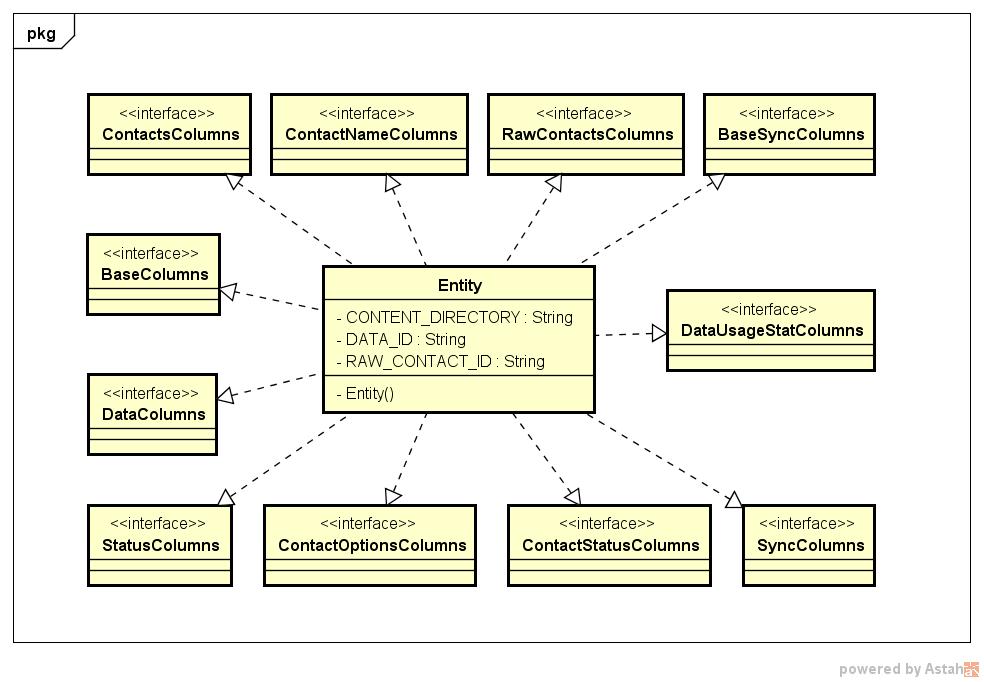 pkg
<<interface>>
ContactsColumns
<<interface>>
ContactNameColumns
<<interface>>
RawContactsColumns
<<interface>>
BaseSyncColumns
<<interface>>
BaseColumns
Entity
- CONTENT_DIRECTORY : String
- DATA_ID : String
- RAW_CONTACT_ID : String
- Entity()
<<interface>>
DataUsageStatColumns
<<interface>>
DataColumns
<<interface>>
StatusColumns
<<interface>>
ContactOptionsColumns
<<interface>>
ContactStatusColumns
<<interface>>
SyncColumns
powered by Astah